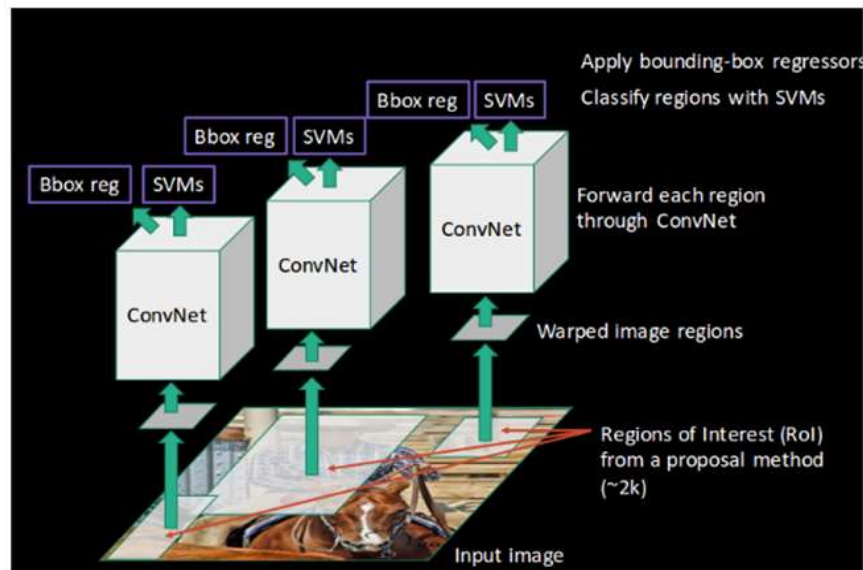 Apply bounding-box regressors
Bbox reg SVMs Classify regions with SVMs
Bbox reg SVMs
Bbox reg SVMs
Forward each region
through ConvNet
ConvNet
ConvNet
ConvNet
Warped image regions
Regions of Interest (RoI)
from a proposal method
(~2k)
Input image